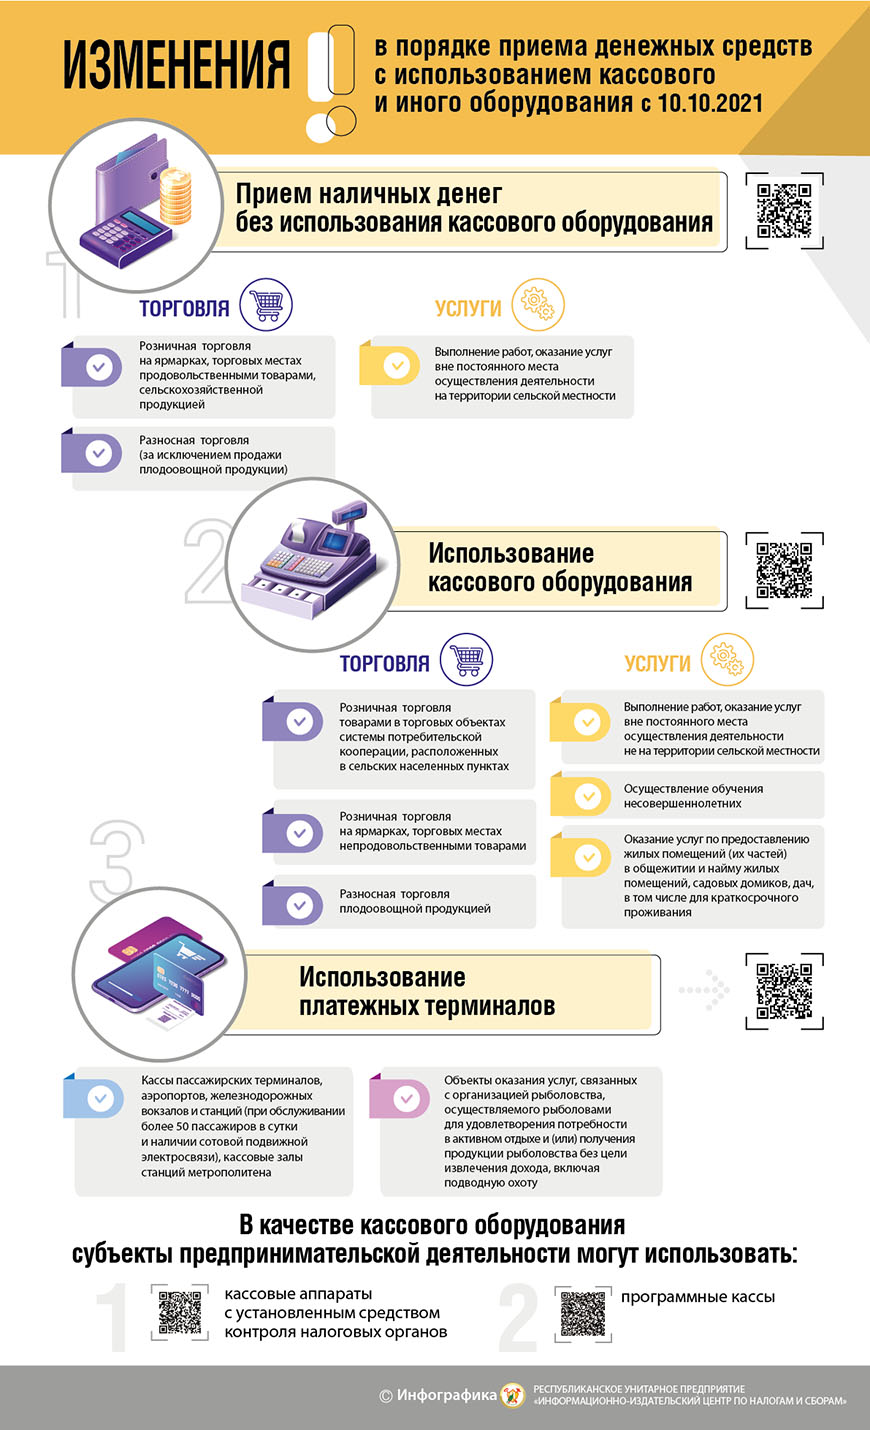 ИЗМЕНЕНИЯ
в порядке приема денежных средств
с использованием кассового
и иного оборудования с 10.10.2021
1
Прием наличных денег
без использования кассового оборудования
ТОРГОВЛЯ
Розничная торговля
на ярмарках, торговых местах
продовольственными товарами,
сельскохозяйственной
продукцией
Разносная торговля
(за исключением продажи
плодоовощной продукции)
УСЛУГИ
Выполнение работ, оказание услуг
вне постоянного места
осуществления деятельности
на территории сельской местности
2
Использование
кассового оборудования
ТОРГОВЛЯ
Розничная торговля
товарами в торговых объектах
системы потребительской
кооперации, расположенных
в сельских населенных пунктах
Розничная торговля
на ярмарках, торговых местах
непродовольственными товарами
Разносная торговля
плодоовощной продукцией
УСЛУГИ
Выполнение работ, оказание услуг
вне постоянного места
осуществления деятельности
не на территории сельской местности
Осуществление обучения
несовершеннолетних
Оказание услуг по предоставлению
жилых помещений (их частей)
в общежитии и найму жилых
помещений, садовых домиков, дач,
в том числе для краткосрочного
проживания
3
Использование
платежных терминалов
Кассы пассажирских терминалов,
аэропортов, железнодорожных
вокзалов и станций (при обслуживании
более 50 пассажиров в сутки
и наличии сотовой подвижной
электросвязи), кассовые залы
станций метрополитена
Объекты оказания услуг, связанных
с организацией рыболовства,
осуществляемого рыболовами
для удовлетворения потребности
в активном отдыхе и (или) получения
продукции рыболовства без цели
извлечения дохода, включая
подводную охоту
В качестве кассового оборудования
субъекты предпринимательской деятельности могут использовать:
1
кассовые аппараты
с установленным средством
контроля налоговых органов
2
программные кассы
© Инфографика
РЕСПУБЛИКАНСКОЕ УНИТАРНОЕ ПРЕДПРИЯТИЕ
«ИНФОРМАЦИОННО-ИЗДАТЕЛЬСКИЙ ЦЕНТР ПО НАЛОГАМ И СБОРАМ»